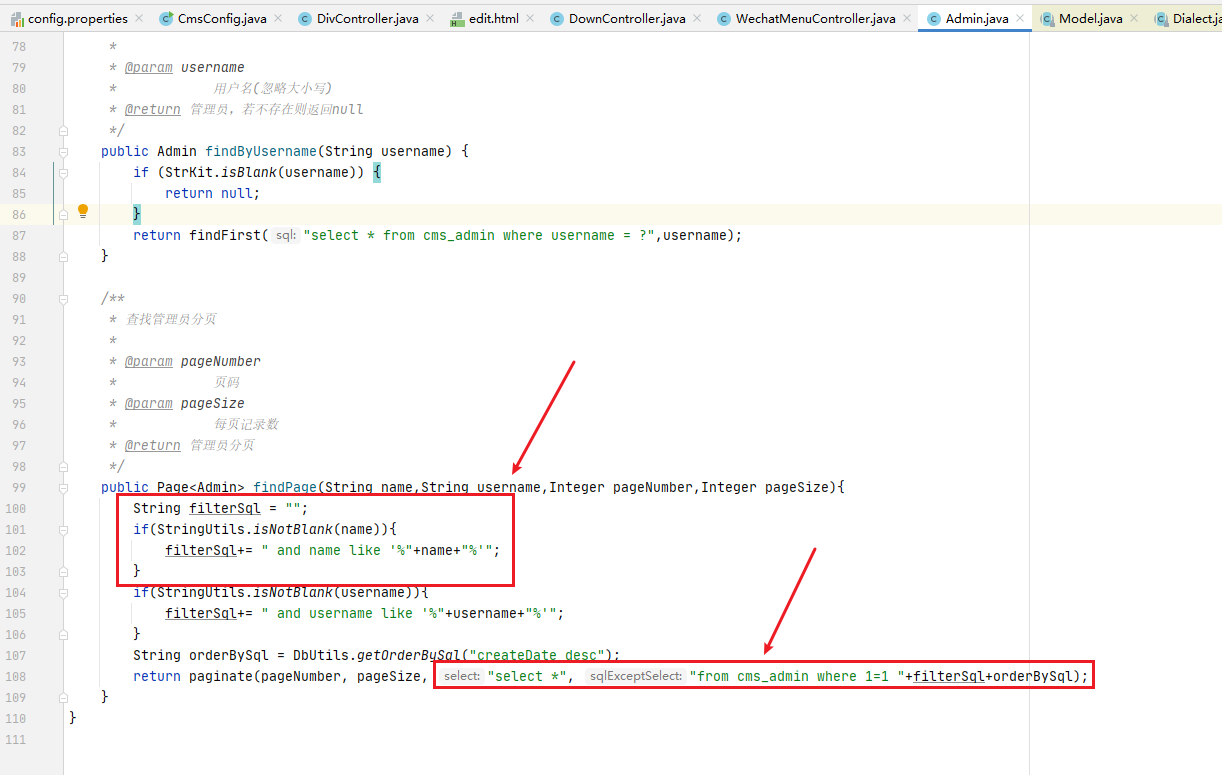 config.properties CmsConfig.java DivController.java edit.html DownController.java WechatMenuController.java Admin.java Model.java Dialect.ja
78 *
79 * @param username
80 * 用户名(忽略大小写)
81 * @return 管理员，若不存在则返回null
82 */
83 public Admin findByUsername(String username) {
84 if (StrKit.isBlank(username)) {
85 return null;
86 }
87 return findFirst( sql: "select * from cms_admin where username = ?",username);
88 }
89
90 /**
91 * 查找管理员分页
92 *
93 * @param pageNumber
94 * 页码
95 * @param pageSize
96 * 每页记录数
97 * @return 管理员分页
98 */
99 public Page<Admin> findPage(String name,String username,Integer pageNumber,Integer pageSize){
100 String filterSql = "";
101 if(StringUtils.isNotBlank(name)){
102 filterSql+= " and name like '%"+name+"%'";
103 }
104 if(StringUtils.isNotBlank(username)){
105 filterSql+= " and username like '%"+username+"%'";
106 }
107 String orderBySql = DbUtils.getOrderBySql("createDate desc");
108 return paginate(pageNumber, pageSize, select: "select *", sqlExceptSelect: "from cms_admin where 1=1 "+filterSql+orderBySql);
109 }
110 }
111